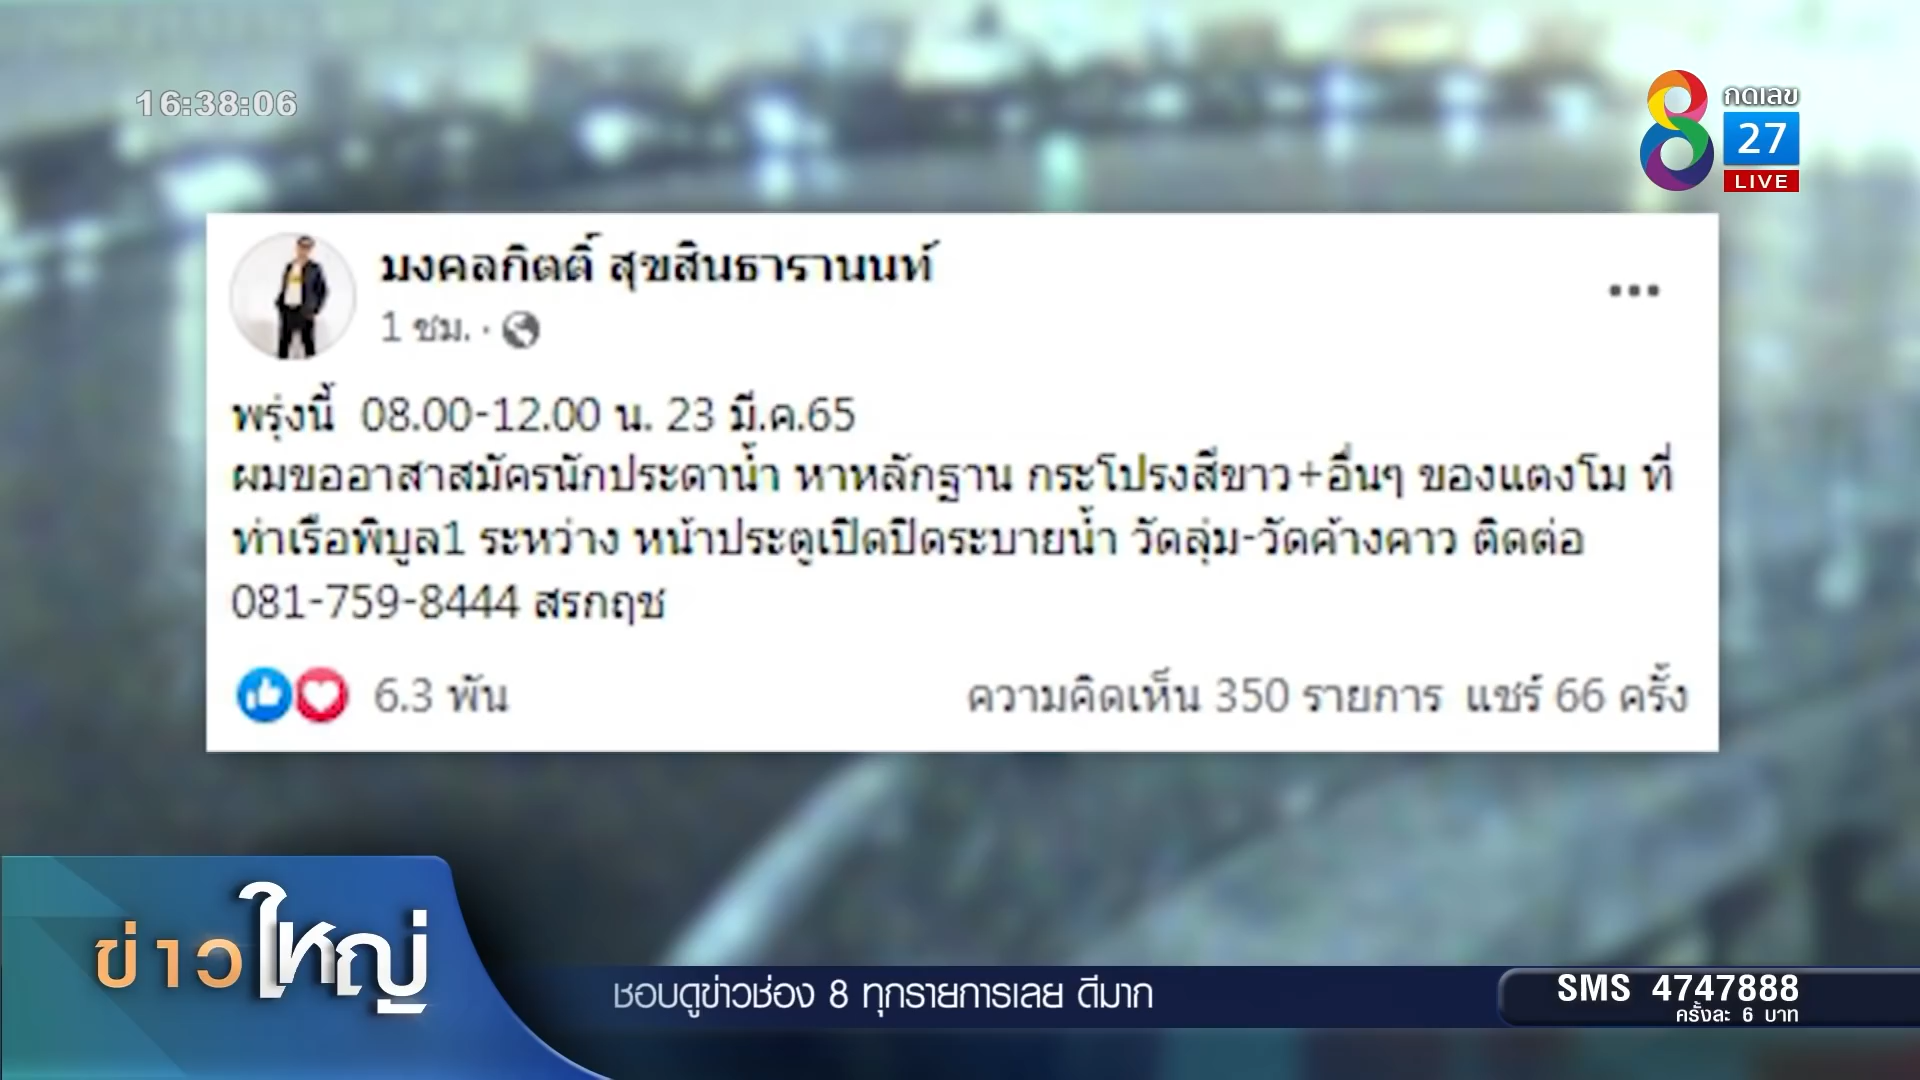 16:38:06
กดเลข
27
LIVE
มงคลกิตติ์ สุขสินธารานนท์
1 ชม. ·
พรุ่งนี้ 08.00-12.00 น. 23 มี.ค.65
ผมขออาสาสมัครนักประดาน้ำ หาหลักฐาน กระโปรงสีขาว+อื่นๆ ของแตงโม ที่
ท่าเรือพิบูล1 ระหว่าง หน้าประตูเปิดปิดระบายน้ำ วัดลุ่ม-วัดค้างคาว ติดต่อ
081-759-8444 สรกฤช
6.3 พัน
ความคิดเห็น 350 รายการ แชร์ 66 ครั้ง
ข่าวใหญ่
ชอบดูข่าวช่อง 8 ทุกรายการเลย ดีมาก
SMS 4747888
ครั้งละ 6 บาท